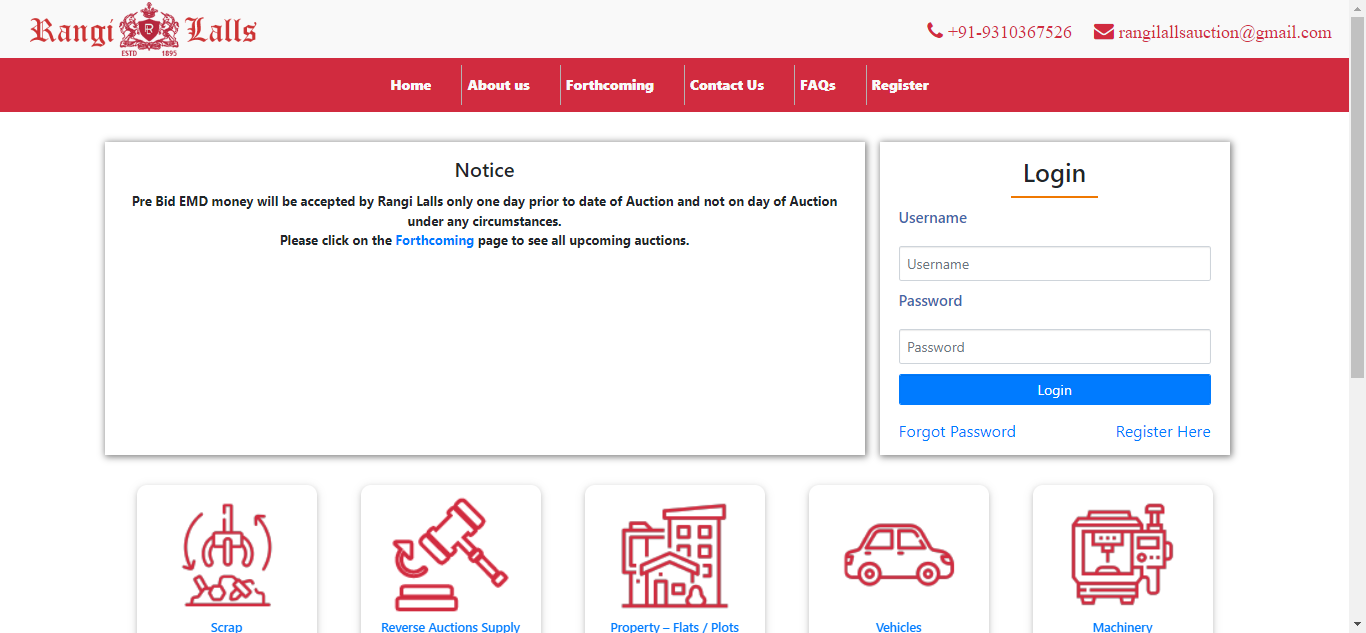 Rangi Lalls
R
ESTD 1895
+91-9310367526 rangilallsauction@gmail.com
Home About us Forthcoming Contact Us FAQs Register
Notice
Pre Bid EMD money will be accepted by Rangi Lalls only one day prior to date of Auction and not on day of Auction
under any circumstances.
Please click on the Forthcoming page to see all upcoming auctions.
Login
Username
Username
Password
Password
Login
Forgot Password Register Here
Scrap
Reverse Auctions Supply
Property – Flats / Plots
Vehicles
Machinery